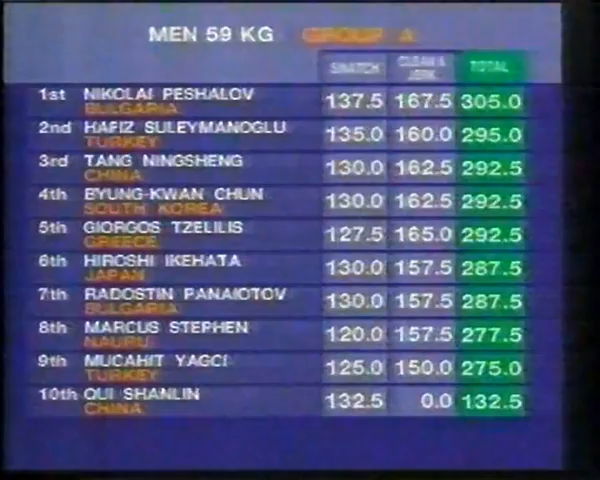 MEN 59 KG GROUP A
SNATCH CLEAN & JERK TOTAL
1st NIKOLAI PESHALOV 137.5 167.5 305.0
BULGARIA
2nd HAFIZ SULEYMANOGLU 135.0 160.0 295.0
TURKEY
3rd TANG NINGSHENG 130.0 162.5 292.5
CHINA
4th BYUNG-KWAN CHUN 130.0 162.5 292.5
SOUTH KOREA
5th GIORGOS TZELILIS 127.5 165.0 292.5
GREECE
6th HIROSHI IKEHATA 130.0 157.5 287.5
JAPAN
7th RADOSTIN PANAIOTOV 130.0 157.5 287.5
BULGARIA
8th MARCUS STEPHEN 120.0 157.5 277.5
NAURU
9th MUCAHIT YAGCI 125.0 150.0 275.0
TURKEY
10th QUI SHANLIN 132.5 0.0 132.5
CHINA